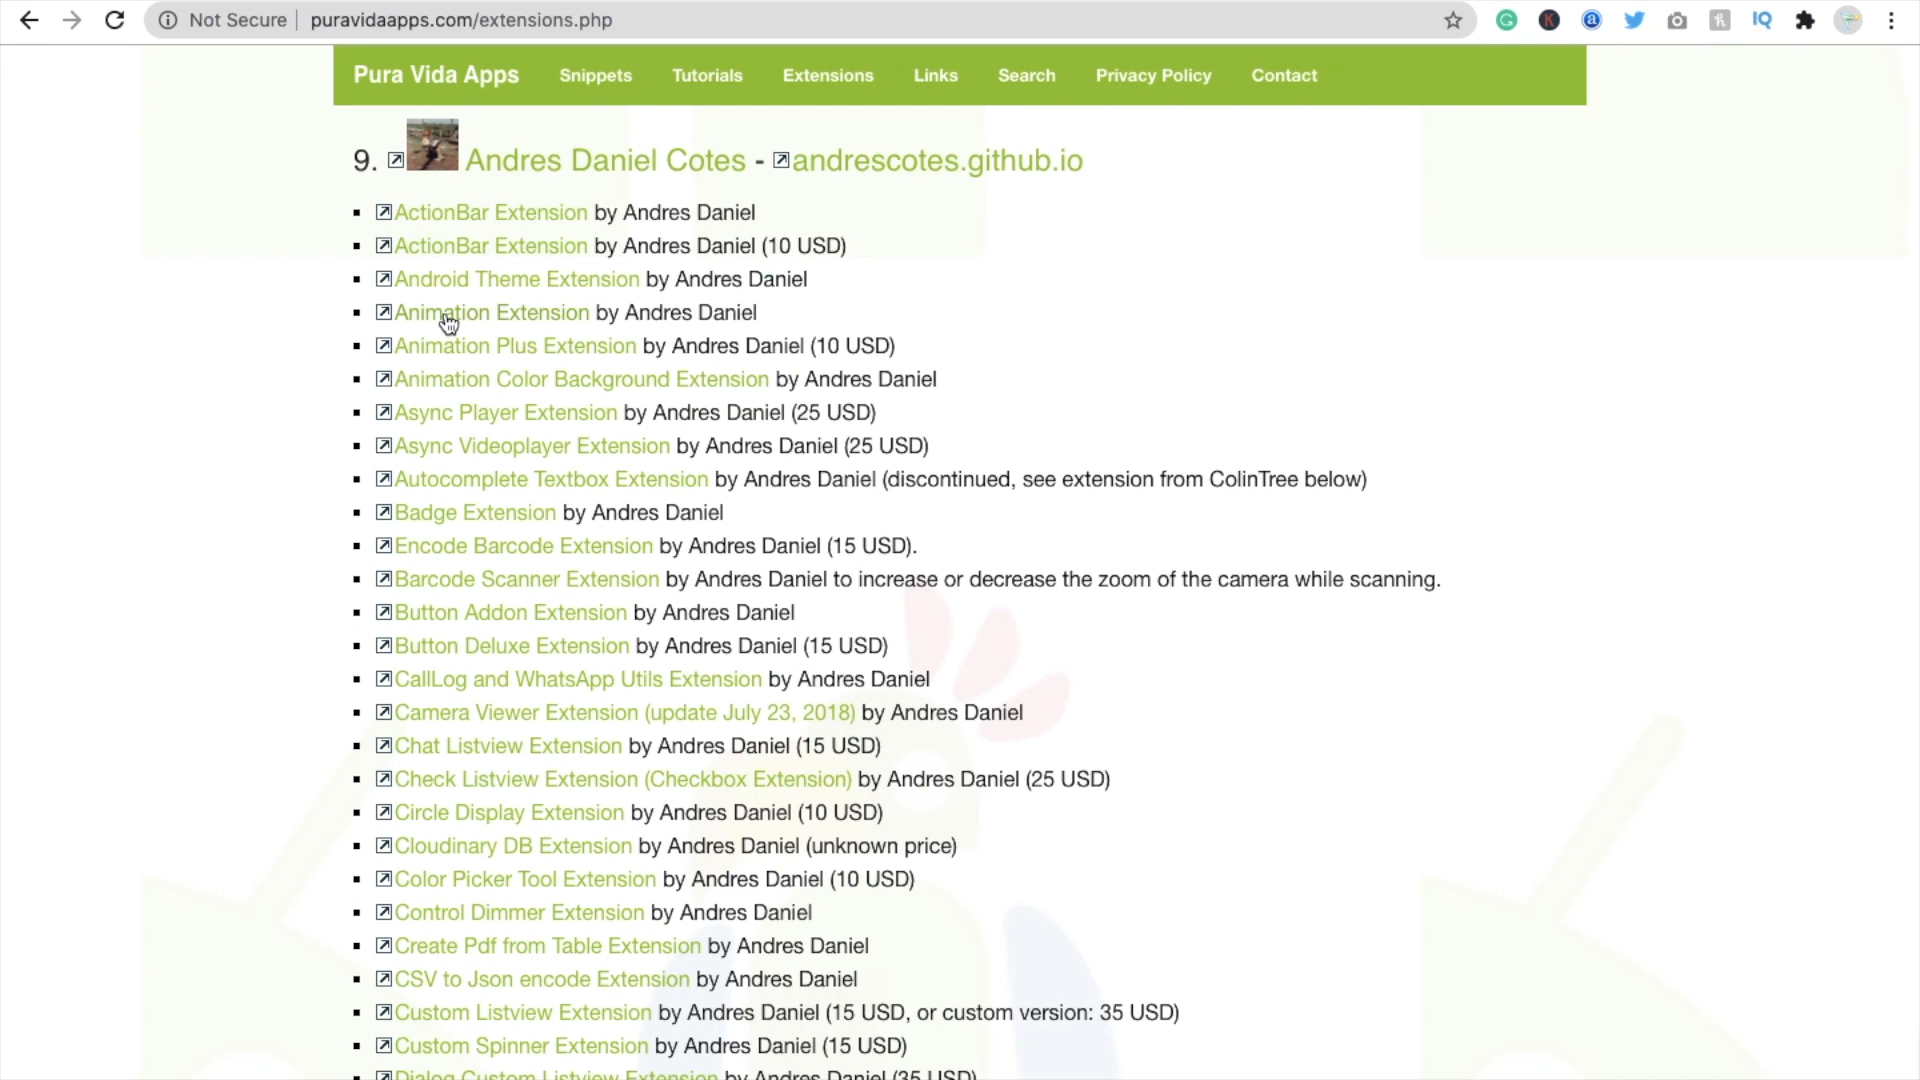 Not Secure puravidaapps.com/extensions.php
Pura Vida Apps Snippets Tutorials Extensions Links Search Privacy Policy Contact
9. Andres Daniel Cotes - andrescotes.github.io
ActionBar Extension by Andres Daniel
ActionBar Extension by Andres Daniel (10 USD)
Android Theme Extension by Andres Daniel
Animation Extension by Andres Daniel
Animation Plus Extension by Andres Daniel (10 USD)
Animation Color Background Extension by Andres Daniel
Async Player Extension by Andres Daniel (25 USD)
Async Videoplayer Extension by Andres Daniel (25 USD)
Autocomplete Textbox Extension by Andres Daniel (discontinued, see extension from ColinTree below)
Badge Extension by Andres Daniel
Encode Barcode Extension by Andres Daniel (15 USD).
Barcode Scanner Extension by Andres Daniel to increase or decrease the zoom of the camera while scanning.
Button Addon Extension by Andres Daniel
Button Deluxe Extension by Andres Daniel (15 USD)
CallLog and WhatsApp Utils Extension by Andres Daniel
Camera Viewer Extension (update July 23, 2018) by Andres Daniel
Chat Listview Extension by Andres Daniel (15 USD)
Check Listview Extension (Checkbox Extension) by Andres Daniel (25 USD)
Circle Display Extension by Andres Daniel (10 USD)
Cloudinary DB Extension by Andres Daniel (unknown price)
Color Picker Tool Extension by Andres Daniel (10 USD)
Control Dimmer Extension by Andres Daniel
Create Pdf from Table Extension by Andres Daniel
CSV to Json encode Extension by Andres Daniel
Custom Listview Extension by Andres Daniel (15 USD, or custom version: 35 USD)
Custom Spinner Extension by Andres Daniel (15 USD)
Dialog Custom Listview Extension by Andres Daniel (35 USD)